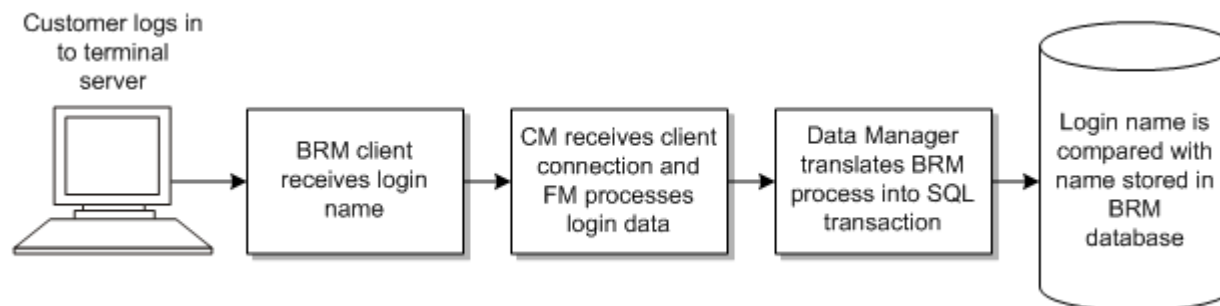 Customer logs in
to terminal
server
BRM client
receives login
name
CM receives client
connection and
FM processes
login data
Data Manager
translates BRM
process into SQL
transaction
Login name is
compared with
name stored in
BRM
database